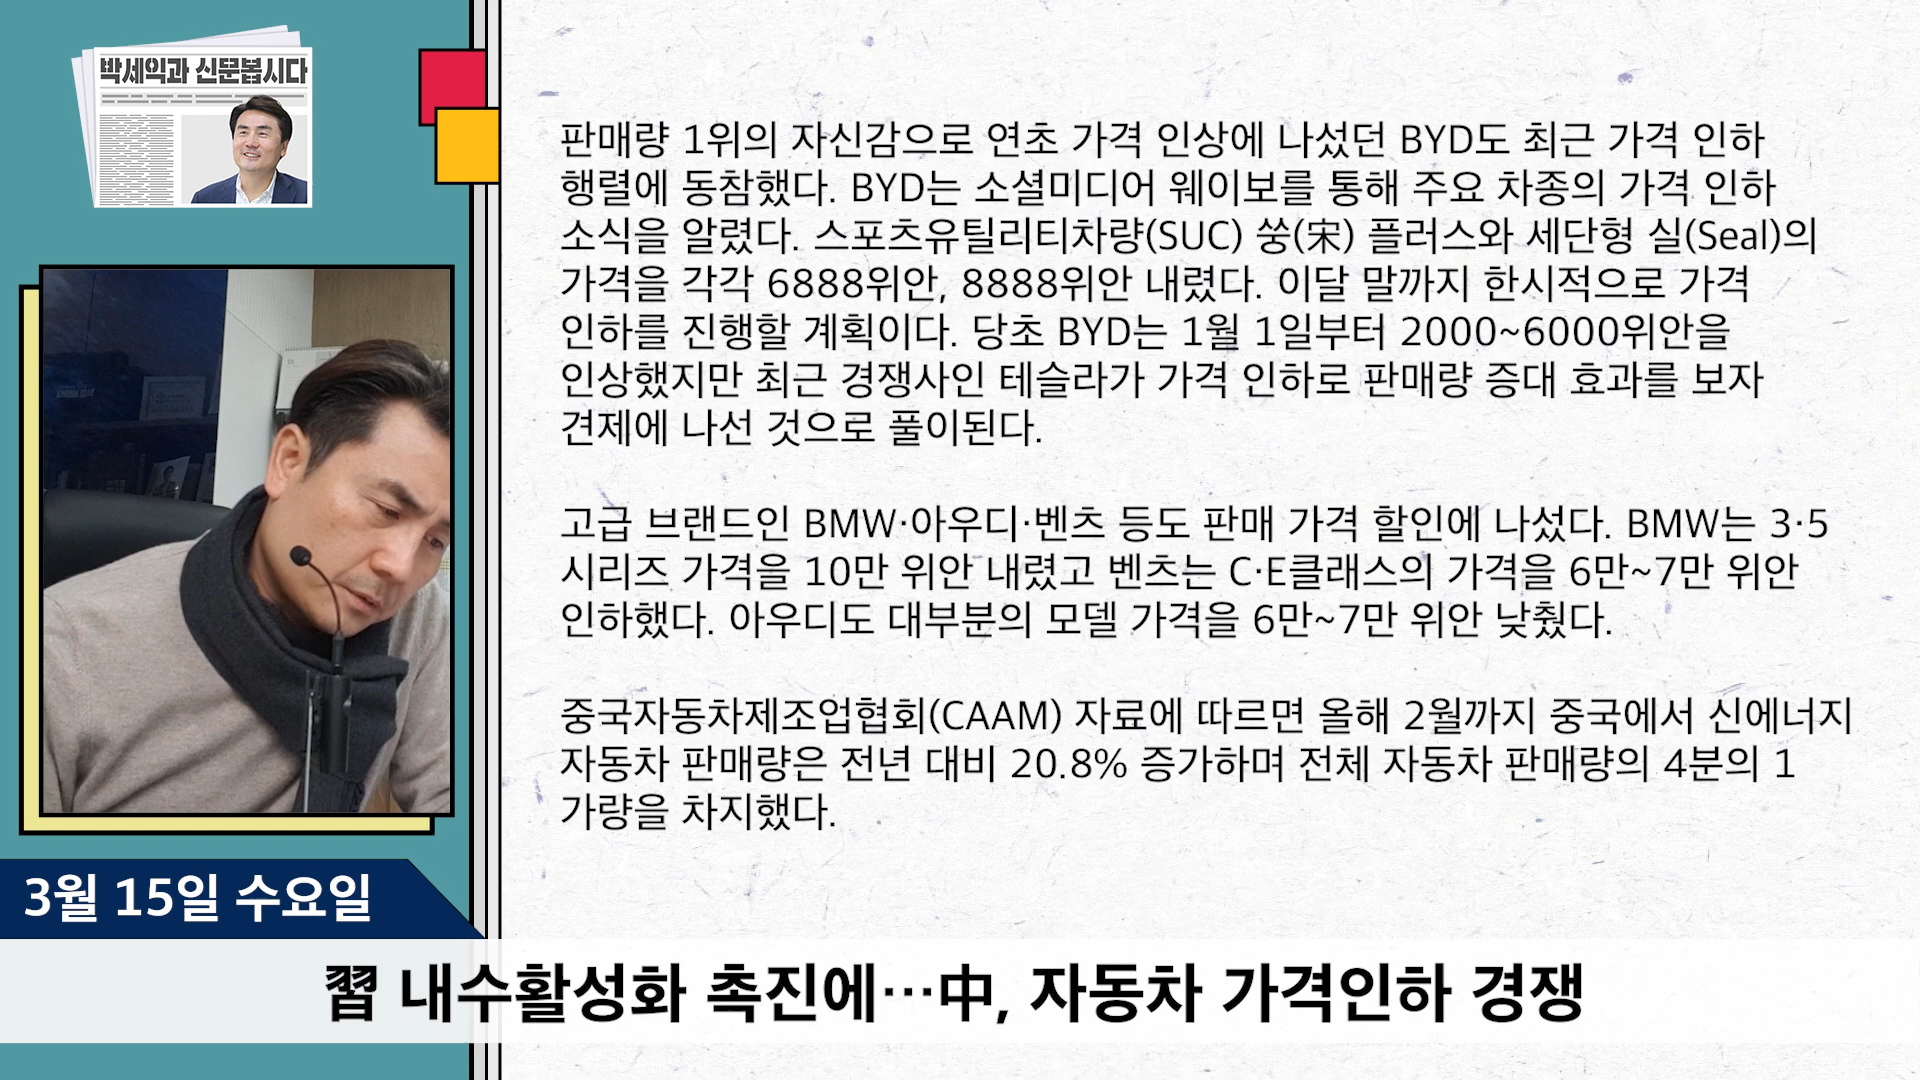 박세익과 신문봅시다
판매량 1위의 자신감으로 연초 가격 인상에 나섰던 BYD도 최근 가격 인하
행렬에 동참했다. BYD는 소셜미디어 웨이보를 통해 주요 차종의 가격 인하
소식을 알렸다. 스포츠유틸리티차량(SUC) 쑹(宋) 플러스와 세단형 실(Seal)의
가격을 각각 6888위안, 8888위안 내렸다. 이달 말까지 한시적으로 가격
인하를 진행할 계획이다. 당초 BYD는 1월 1일부터 2000~6000위안을
인상했지만 최근 경쟁사인 테슬라가 가격 인하로 판매량 증대 효과를 보자
견제에 나선 것으로 풀이된다.
고급 브랜드인 BMW·아우디·벤츠 등도 판매 가격 할인에 나섰다. BMW는 3·5
시리즈 가격을 10만 위안 내렸고 벤츠는 C·E클래스의 가격을 6만~7만 위안
인하했다. 아우디도 대부분의 모델 가격을 6만~7만 위안 낮췄다.
중국자동차제조업협회(CAAM) 자료에 따르면 올해 2월까지 중국에서 신에너지
자동차 판매량은 전년 대비 20.8% 증가하며 전체 자동차 판매량의 4분의 1
가량을 차지했다.
3월 15일 수요일
習 내수활성화 촉진에…中, 자동차 가격인하 경쟁